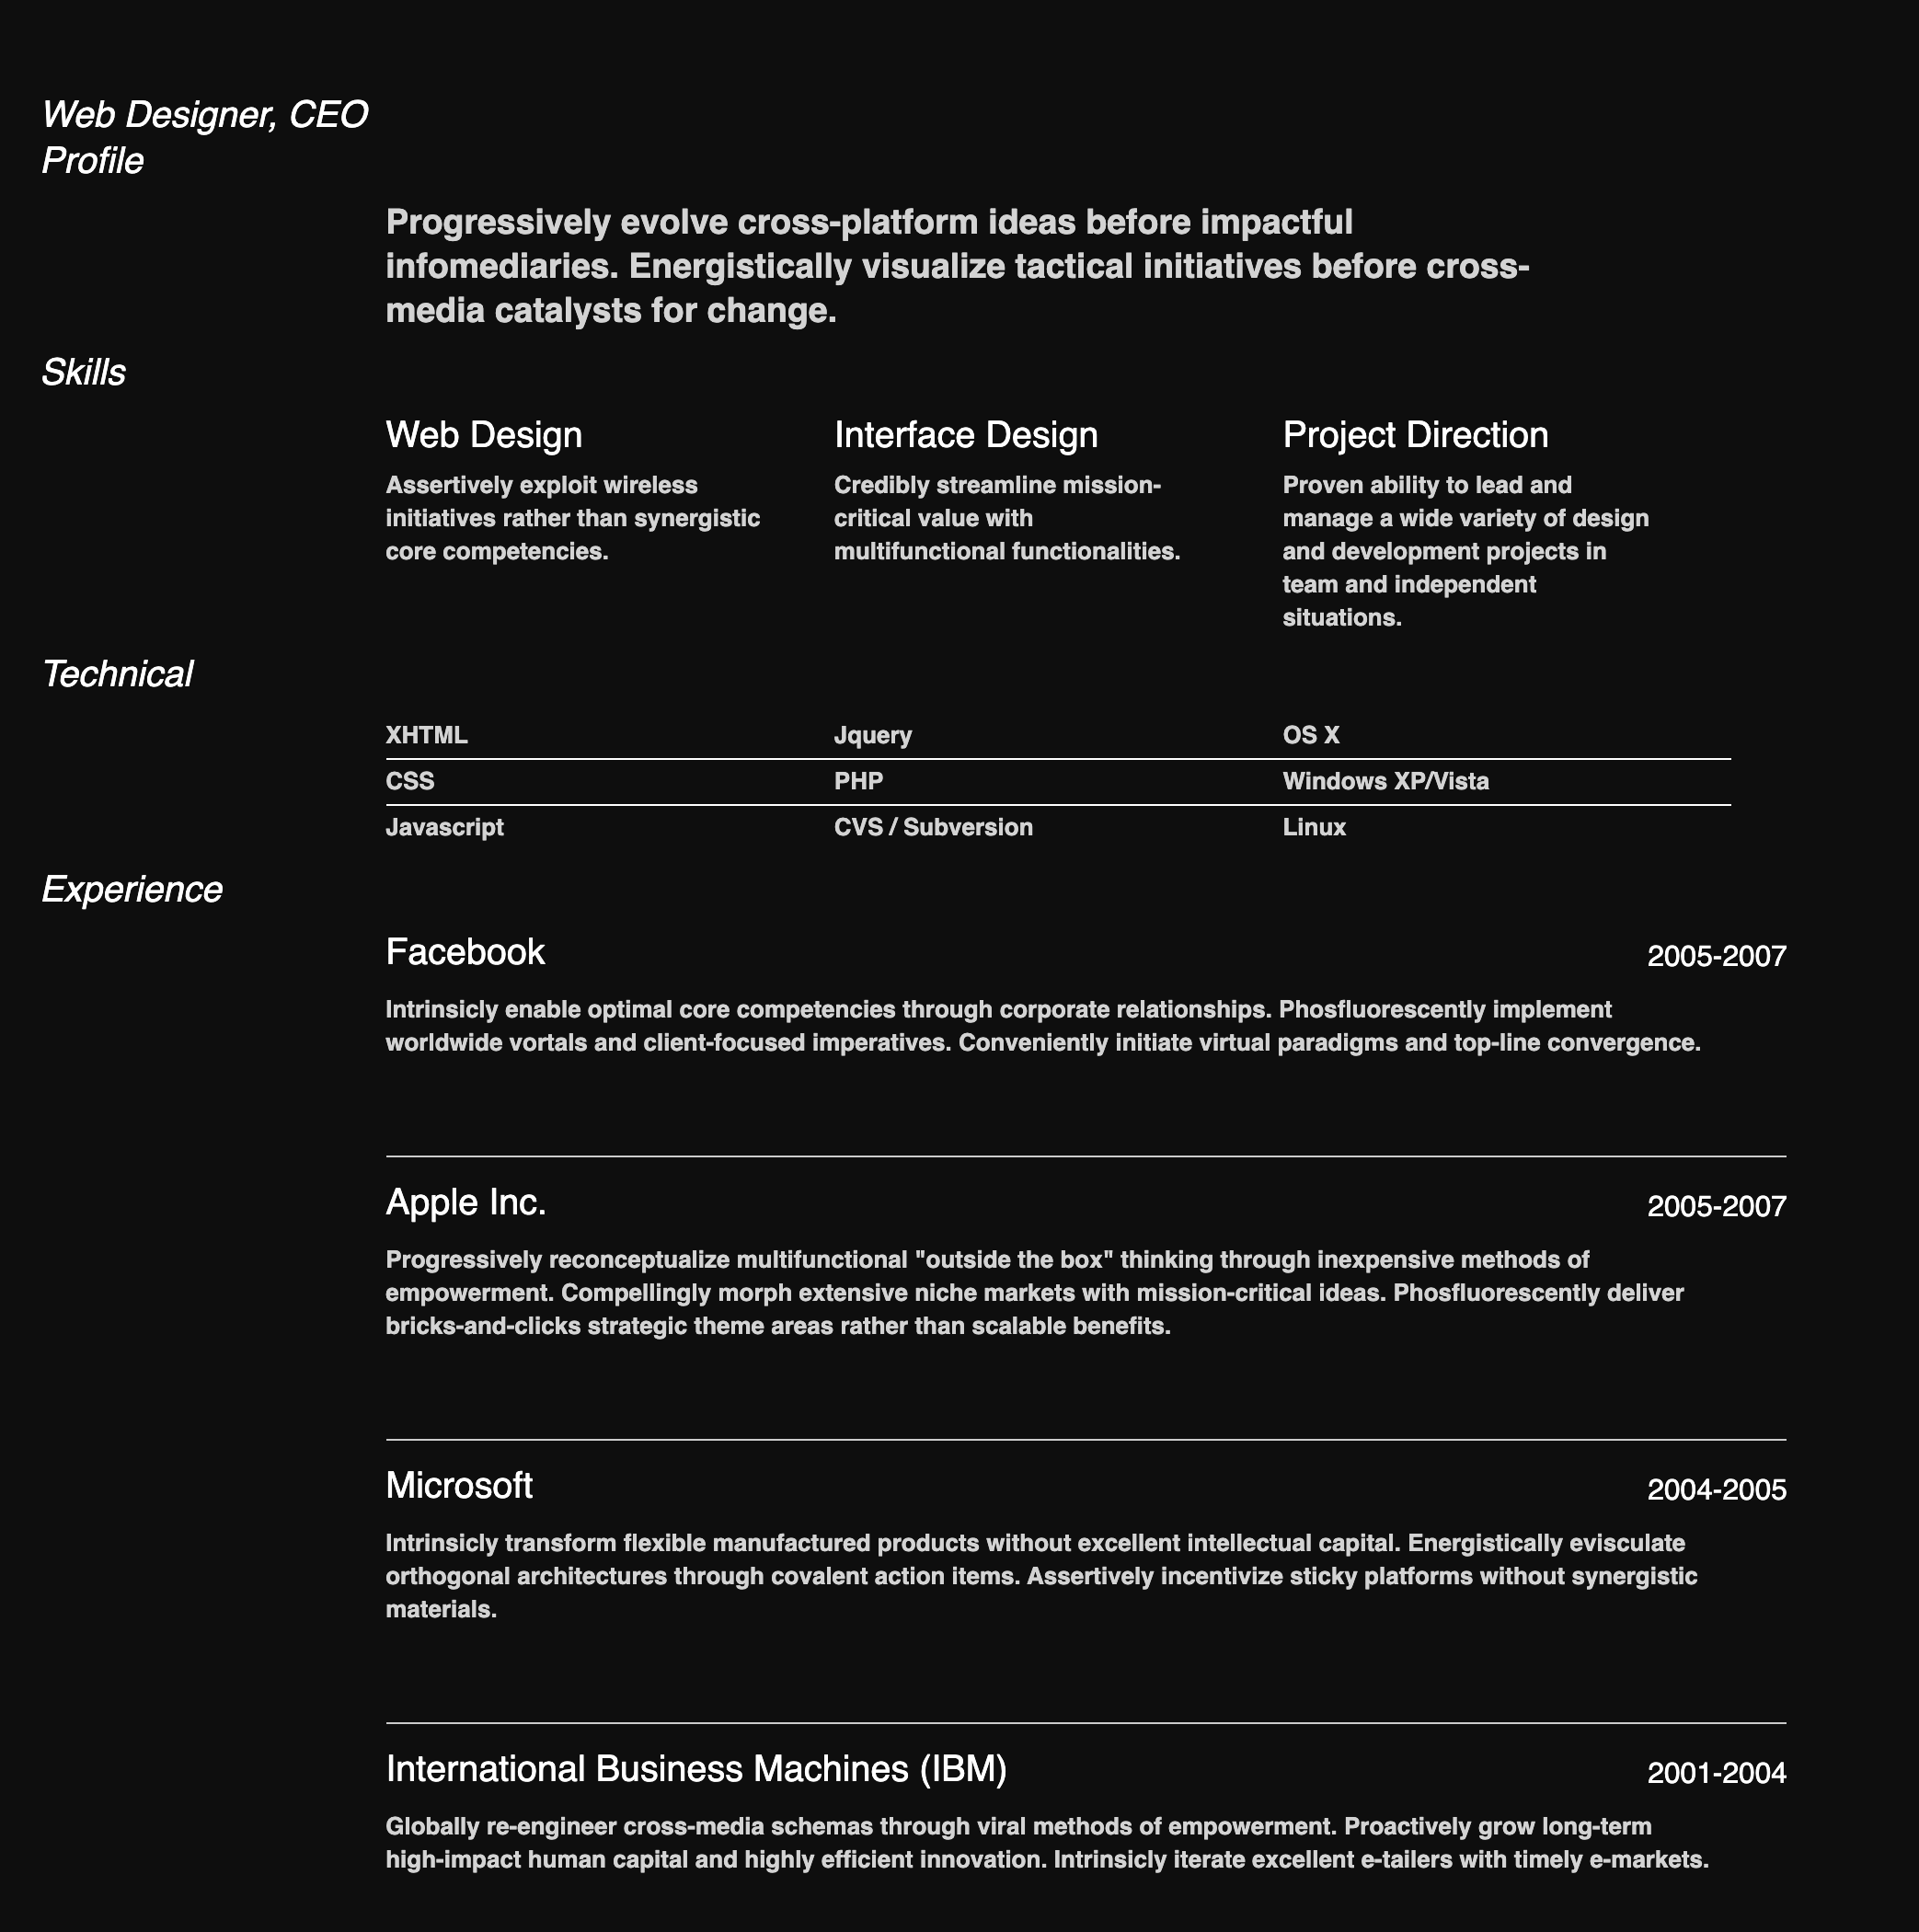 Web Designer, CEO
Profile
Progressively evolve cross-platform ideas before impactful
infomediaries. Energistically visualize tactical initiatives before cross-
media catalysts for change.
Skills
Web Design
Assertively exploit wireless
initiatives rather than synergistic
core competencies.
Interface Design
Credibly streamline mission-
critical value with
multifunctional functionalities.
Project Direction
Proven ability to lead and
manage a wide variety of design
and development projects in
team and independent
situations.
Technical
XHTML Jquery OS X
CSS PHP Windows XP/Vista
Javascript CVS / Subversion Linux
Experience
Facebook 2005-2007
Intrinsicly enable optimal core competencies through corporate relationships. Phosfluorescently implement
worldwide vortals and client-focused imperatives. Conveniently initiate virtual paradigms and top-line convergence.
Apple Inc. 2005-2007
Progressively reconceptualize multifunctional "outside the box" thinking through inexpensive methods of
empowerment. Compellingly morph extensive niche markets with mission-critical ideas. Phosfluorescently deliver
bricks-and-clicks strategic theme areas rather than scalable benefits.
Microsoft 2004-2005
Intrinsicly transform flexible manufactured products without excellent intellectual capital. Energistically evisculate
orthogonal architectures through covalent action items. Assertively incentivize sticky platforms without synergistic
materials.
International Business Machines (IBM) 2001-2004
Globally re-engineer cross-media schemas through viral methods of empowerment. Proactively grow long-term
high-impact human capital and highly efficient innovation. Intrinsicly iterate excellent e-tailers with timely e-markets.